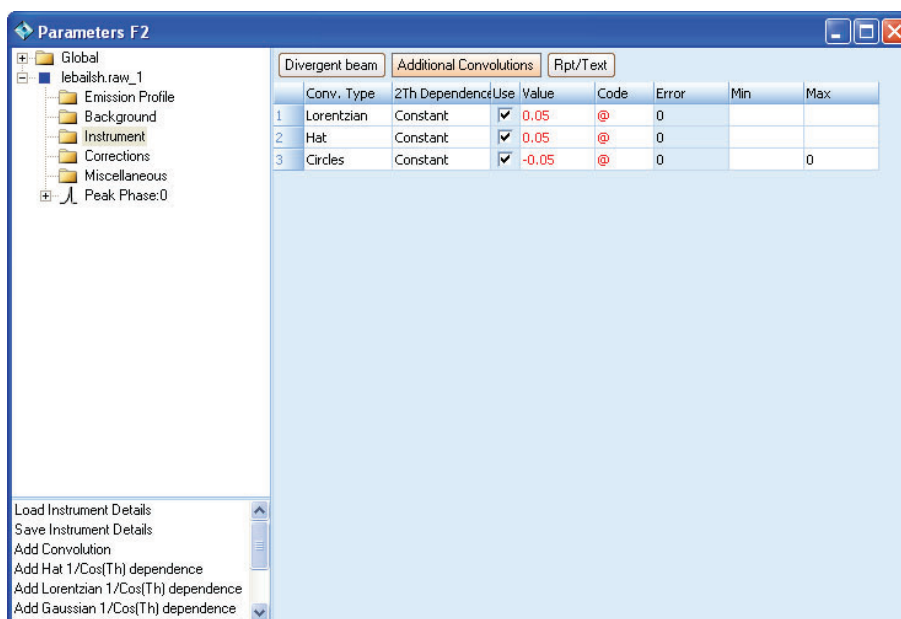 Parameters F2
Global
lebailsh.raw_1
Emission Profile
Background
Instrument
Corrections
Miscellaneous
Peak Phase:0
Load Instrument Details
Save Instrument Details
Add Convolution
Add Hat 1/Cos(Th) dependence
Add Lorentzian 1/Cos(Th) dependence
Add Gaussian 1/Cos(Th) dependence
Divergent beam Additional Convolutions Rpt/Text
Conv. Type 2Th Dependence Use Value Code Error Min Max
1 Lorentzian Constant 0.05 @ 0
2 Hat Constant 0.05 @ 0
3 Circles Constant -0.05 @ 0 0